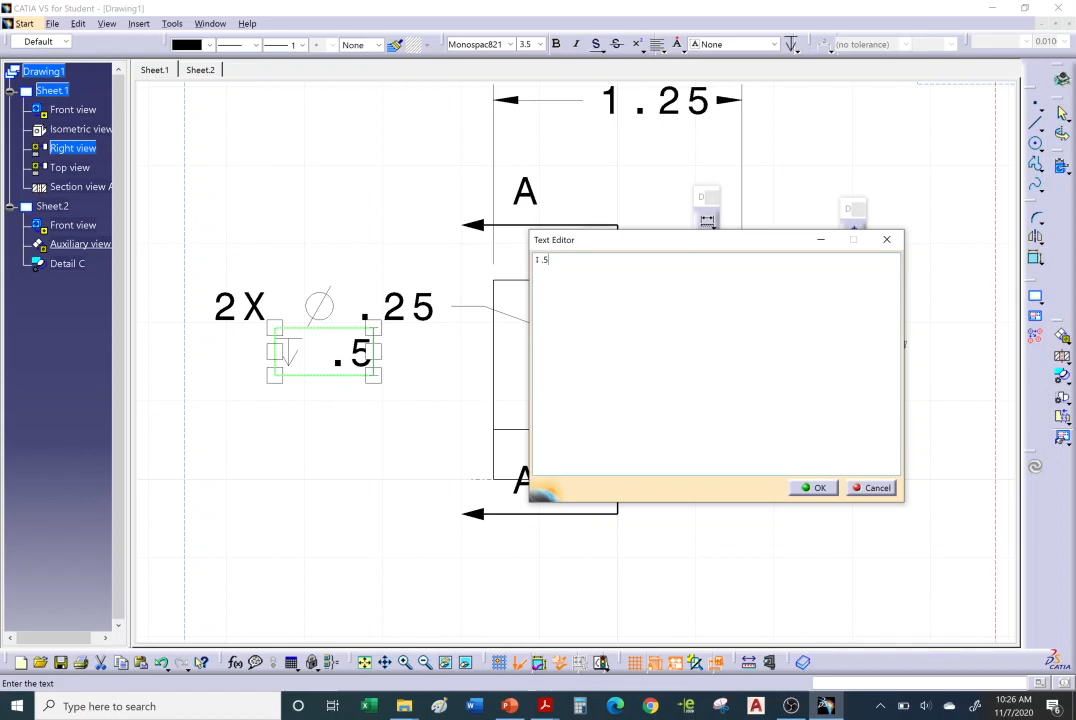 CATIA V5 for Student - [Drawing1]
Start File Edit View Insert Tools Window Help
Default
1
None
Monospac821
3.5
B I S S
None
(no tolerance)
0.010
Drawing1
Sheet.1
Front view
Isometric view
Right view
Top view
Section view A
Sheet.2
Front view
Auxiliary view
Detail C
Sheet.1 Sheet.2
1.25
A
D
D
2X ∅ .25
↧ .5
A
Text Editor
.5
OK Cancel
f(x)
CATIA
Enter the text
Type here to search
10:26 AM
11/7/2020
6